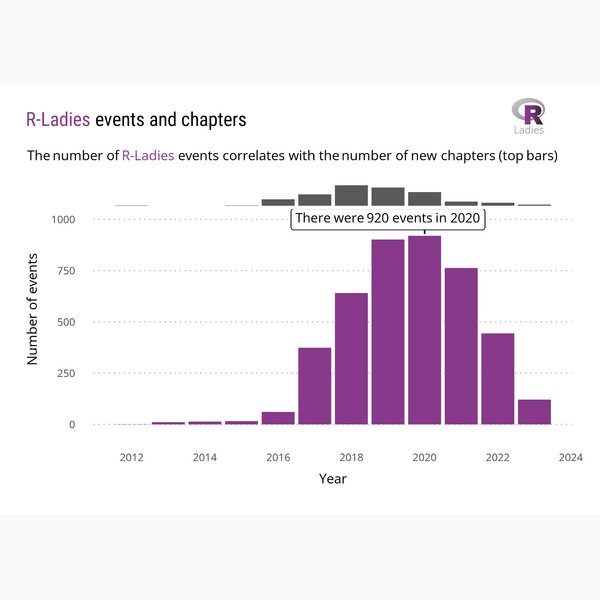 R-Ladies events and chapters
R
Ladies
The number of R-Ladies events correlates with the number of new chapters (top bars)
1000
There were 920 events in 2020
750
500
250
0
Number of events
2012 2014 2016 2018 2020 2022 2024
Year